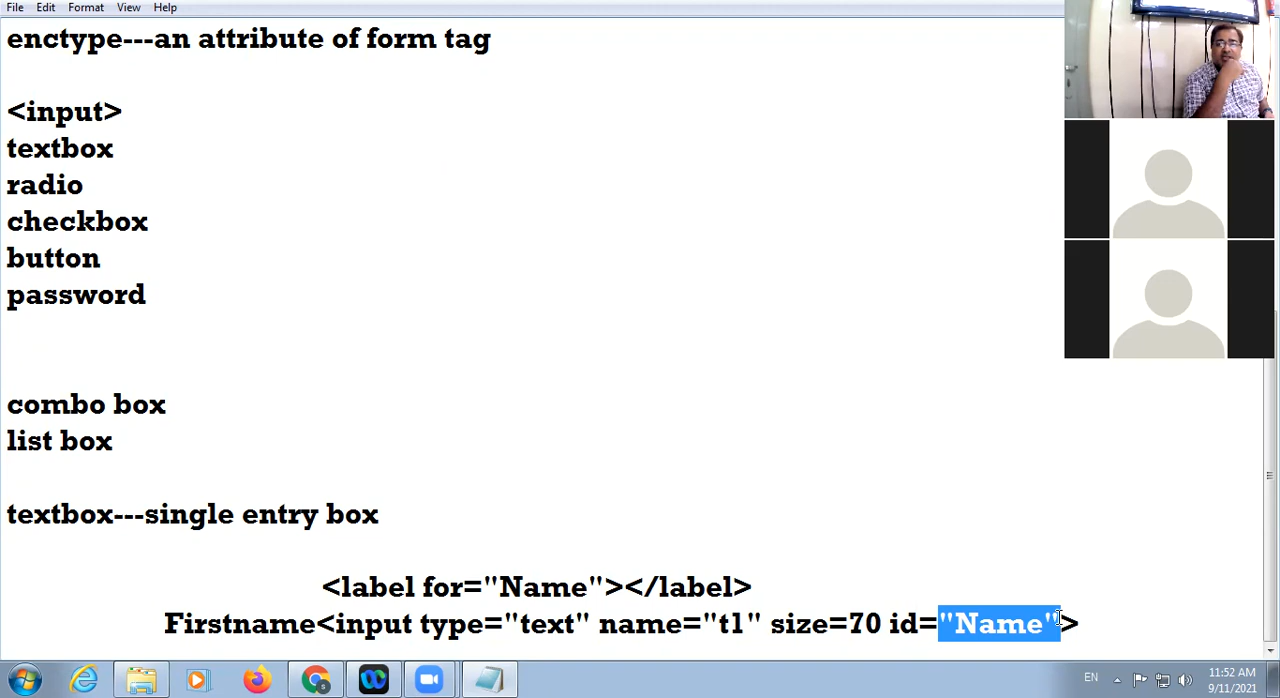 File Edit Format View Help
enctype---an attribute of form tag
<input>
textbox
radio
checkbox
button
password
combo box
list box
textbox---single entry box
<label for="Name"></label>
Firstname<input type="text" name="t1" size=70 id="Name">
EN
11:52 AM
9/11/2021